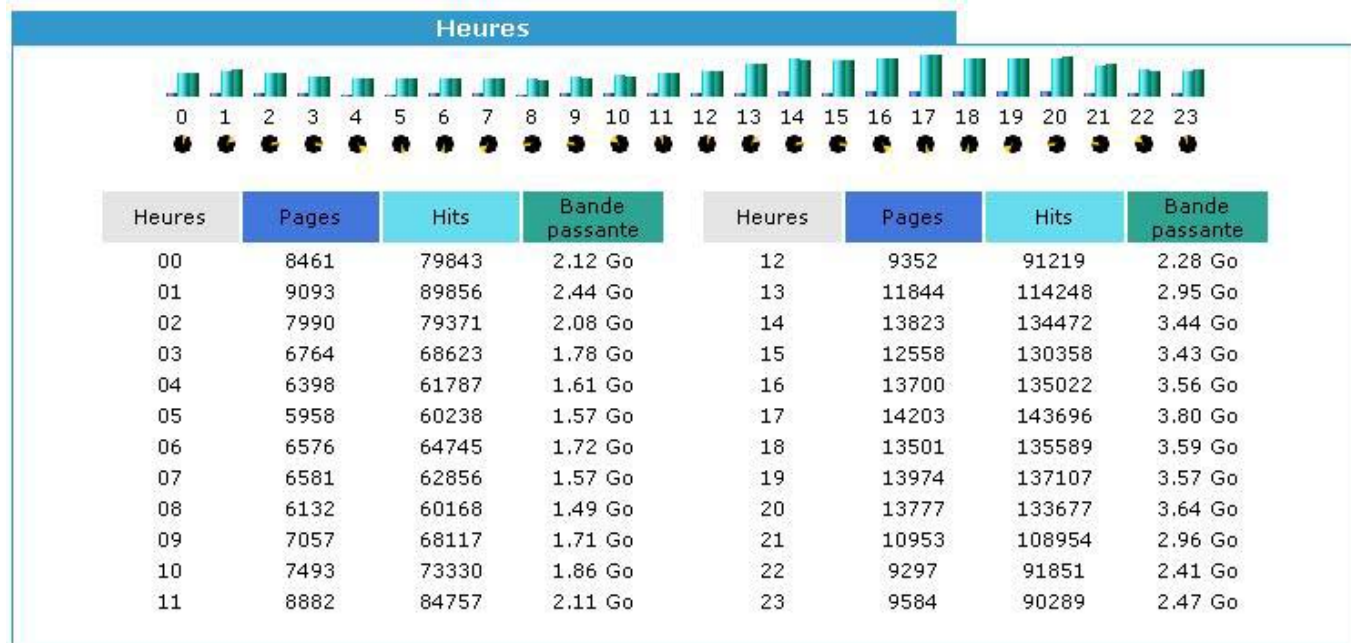 Heures
0 1 2 3 4 5 6 7 8 9 10 11 12 13 14 15 16 17 18 19 20 21 22 23
Heures Pages Hits Bande passante Heures Pages Hits Bande passante
00 8461 79843 2.12 Go 12 9352 91219 2.28 Go
01 9093 89856 2.44 Go 13 11844 114248 2.95 Go
02 7990 79371 2.08 Go 14 13823 134472 3.44 Go
03 6764 68623 1.78 Go 15 12558 130358 3.43 Go
04 6398 61787 1.61 Go 16 13700 135022 3.56 Go
05 5958 60238 1.57 Go 17 14203 143696 3.80 Go
06 6576 64745 1.72 Go 18 13501 135589 3.59 Go
07 6581 62856 1.57 Go 19 13974 137107 3.57 Go
08 6132 60168 1.49 Go 20 13777 133677 3.64 Go
09 7057 68117 1.71 Go 21 10953 108954 2.96 Go
10 7493 73330 1.86 Go 22 9297 91851 2.41 Go
11 8882 84757 2.11 Go 23 9584 90289 2.47 Go